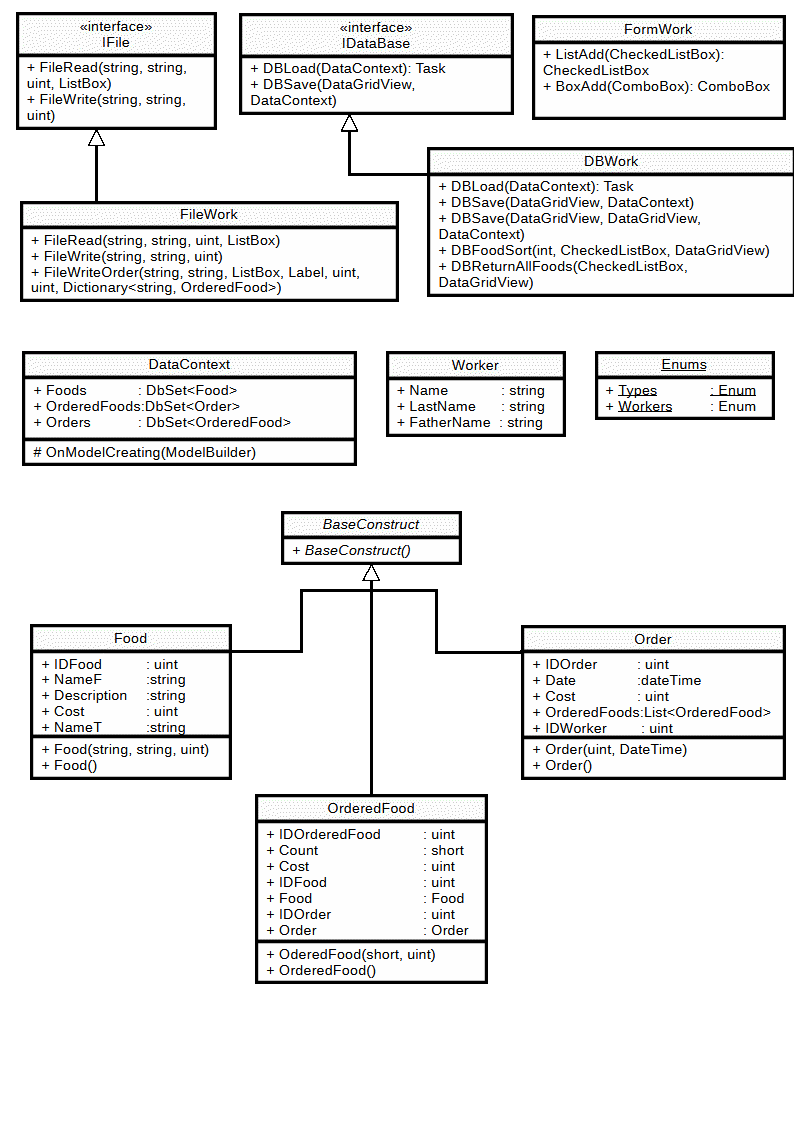 «interface»
IFile
+ FileRead(string, string,
uint, ListBox)
+ FileWrite(string, string,
uint)
«interface»
IDataBase
+ DBLoad(DataContext): Task
+ DBSave(DataGridView,
DataContext)
FormWork
+ ListAdd(CheckedListBox):
CheckedListBox
+ BoxAdd(ComboBox): ComboBox
FileWork
+ FileRead(string, string, uint, ListBox)
+ FileWrite(string, string, uint)
+ FileWriteOrder(string, string, ListBox, Label, uint,
uint, Dictionary<string, OrderedFood>)
DBWork
+ DBLoad(DataContext): Task
+ DBSave(DataGridView, DataContext)
+ DBSave(DataGridView, DataGridView,
DataContext)
+ DBFoodSort(int, CheckedListBox, DataGridView)
+ DBReturnAllFoods(CheckedListBox,
DataGridView)
DataContext
+ Foods : DbSet<Food>
+ OrderedFoods:DbSet<Order>
+ Orders : DbSet<OrderedFood>
# OnModelCreating(ModelBuilder)
Worker
+ Name : string
+ LastName : string
+ FatherName : string
Enums
+ Types : Enum
+ Workers : Enum
BaseConstruct
+ BaseConstruct()
Food
+ IDFood : uint
+ NameF :string
+ Description :string
+ Cost : uint
+ NameT :string
+ Food(string, string, uint)
+ Food()
Order
+ IDOrder : uint
+ Date :dateTime
+ Cost : uint
+ OrderedFoods:List<OrderedFood>
+ IDWorker : uint
+ Order(uint, DateTime)
+ Order()
OrderedFood
+ IDOrderedFood : uint
+ Count : short
+ Cost : uint
+ IDFood : uint
+ Food : Food
+ IDOrder : uint
+ Order : Order
+ OderedFood(short, uint)
+ OrderedFood()